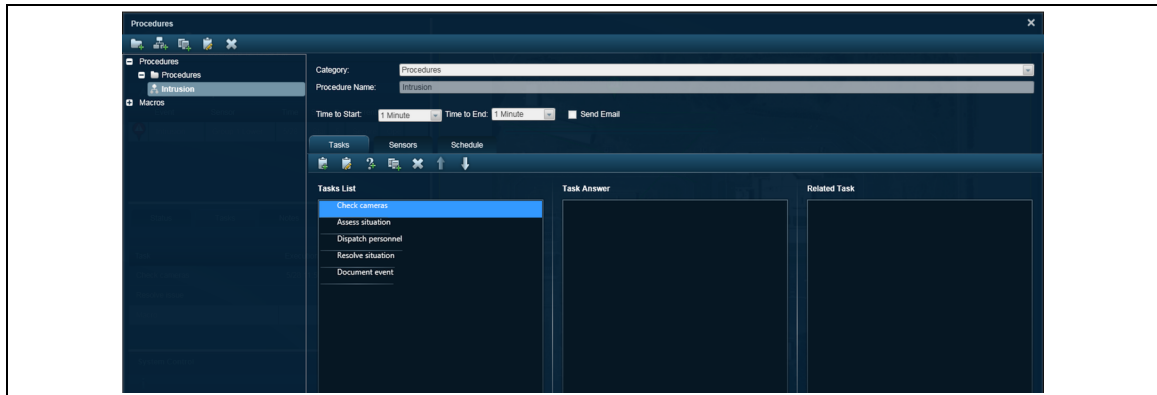 Procedures
Procedures
Procedures
Intrusion
Macros
Category: Procedures
Procedure Name: Intrusion
Time to Start: 1 Minute Time to End: 1 Minute Send Email
Tasks Sensors Schedule
Tasks List Task Answer Related Task
Check cameras
Assess situation
Dispatch personnel
Resolve situation
Document event